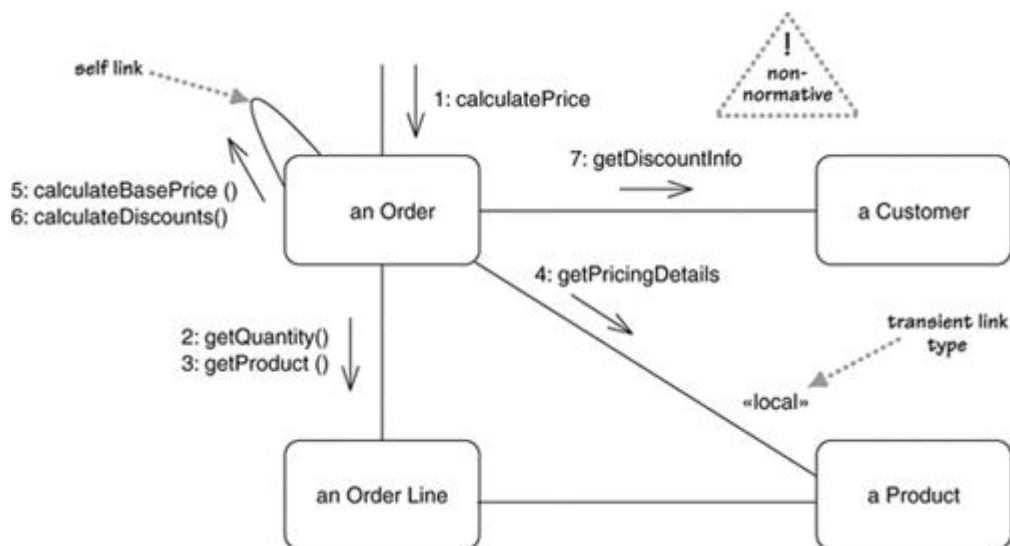 self link
!
non-
normative
1: calculatePrice
7: getDiscountInfo
5: calculateBasePrice ()
6: calculateDiscounts()
an Order
a Customer
4: getPricingDetails
2: getQuantity()
3: getProduct ()
transient link
type
«local»
an Order Line
a Product